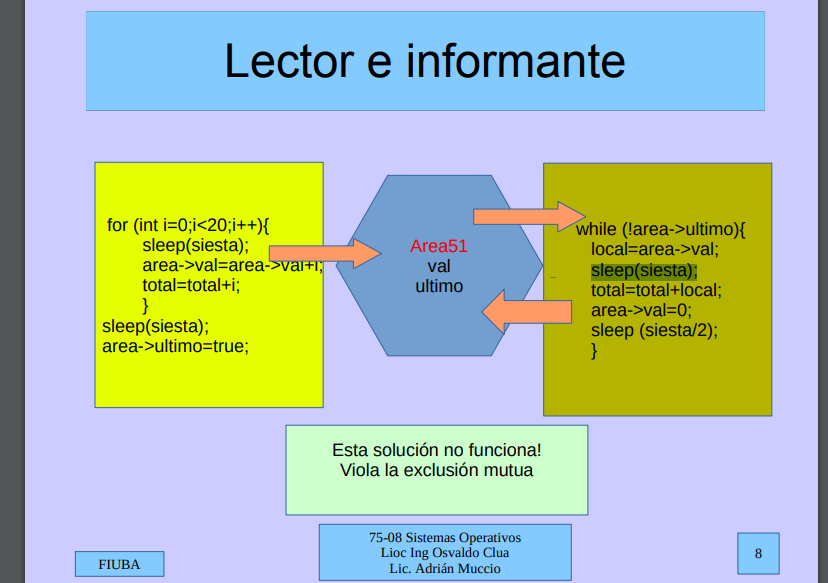 Lector e informante
for (int i=0;i<20;i++){
sleep(siesta);
area->val=area->val+i;
total=total+i;
}
sleep(siesta);
area->ultimo=true;
Area51
val
ultimo
while (!area->ultimo){
local=area->val;
sleep(siesta);
total=total+local;
area->val=0;
sleep (siesta/2);
}
Esta solución no funciona!
Viola la exclusión mutua
FIUBA
75-08 Sistemas Operativos
Lioc Ing Osvaldo Clua
Lic. Adrián Muccio
8